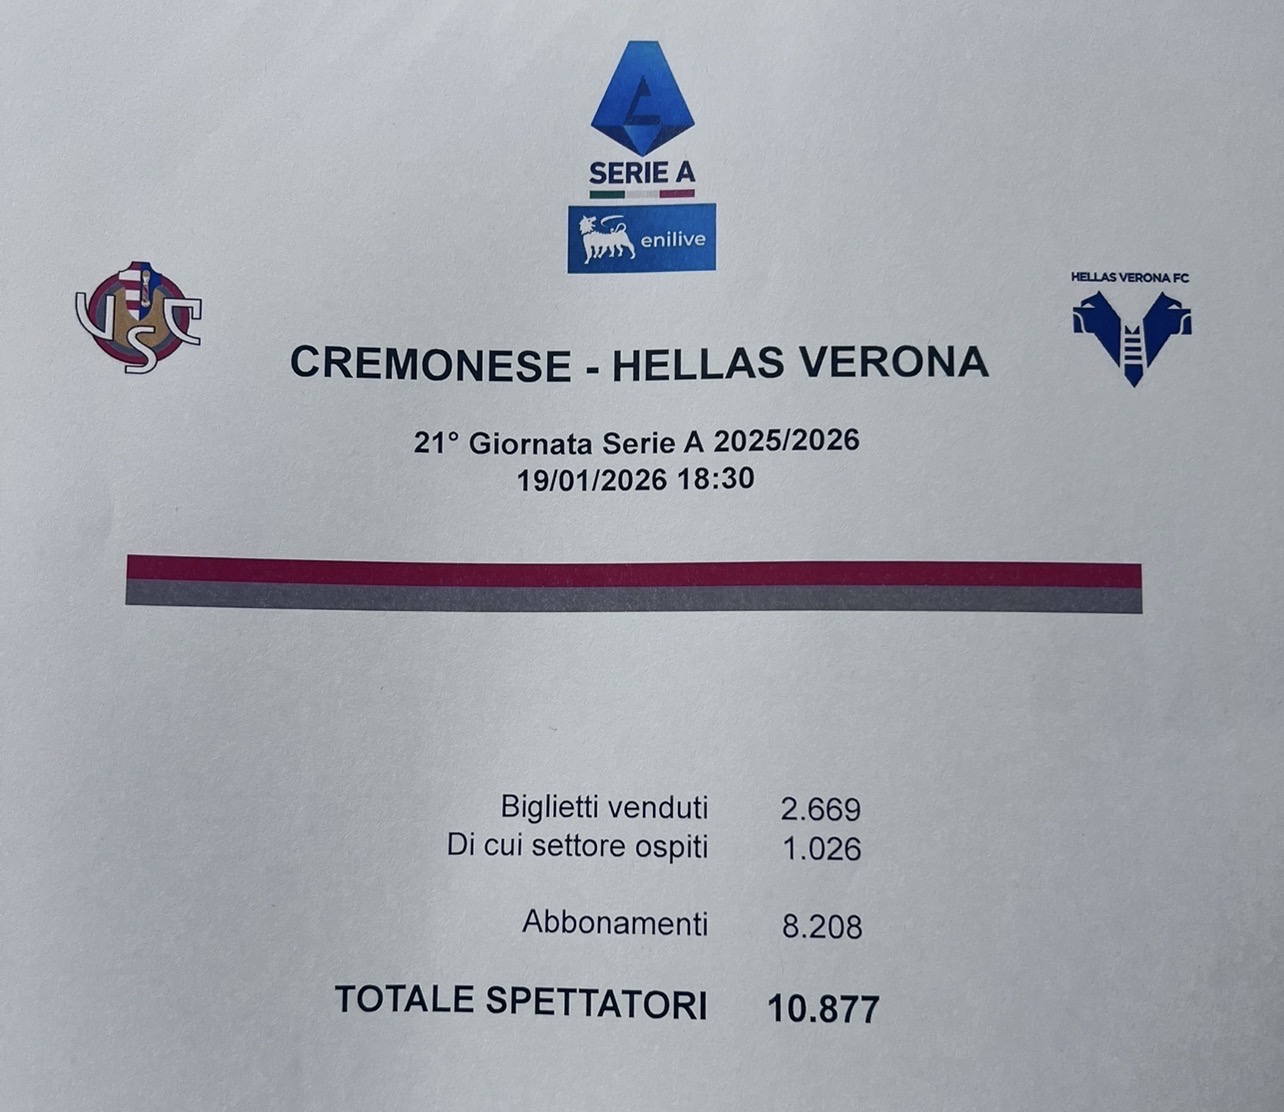 SERIE A
enilive
USC
HELLAS VERONA FC
CREMONESE - HELLAS VERONA
21° Giornata Serie A 2025/2026
19/01/2026 18:30
Biglietti venduti 2.669
Di cui settore ospiti 1.026
Abbonamenti 8.208
TOTALE SPETTATORI 10.877